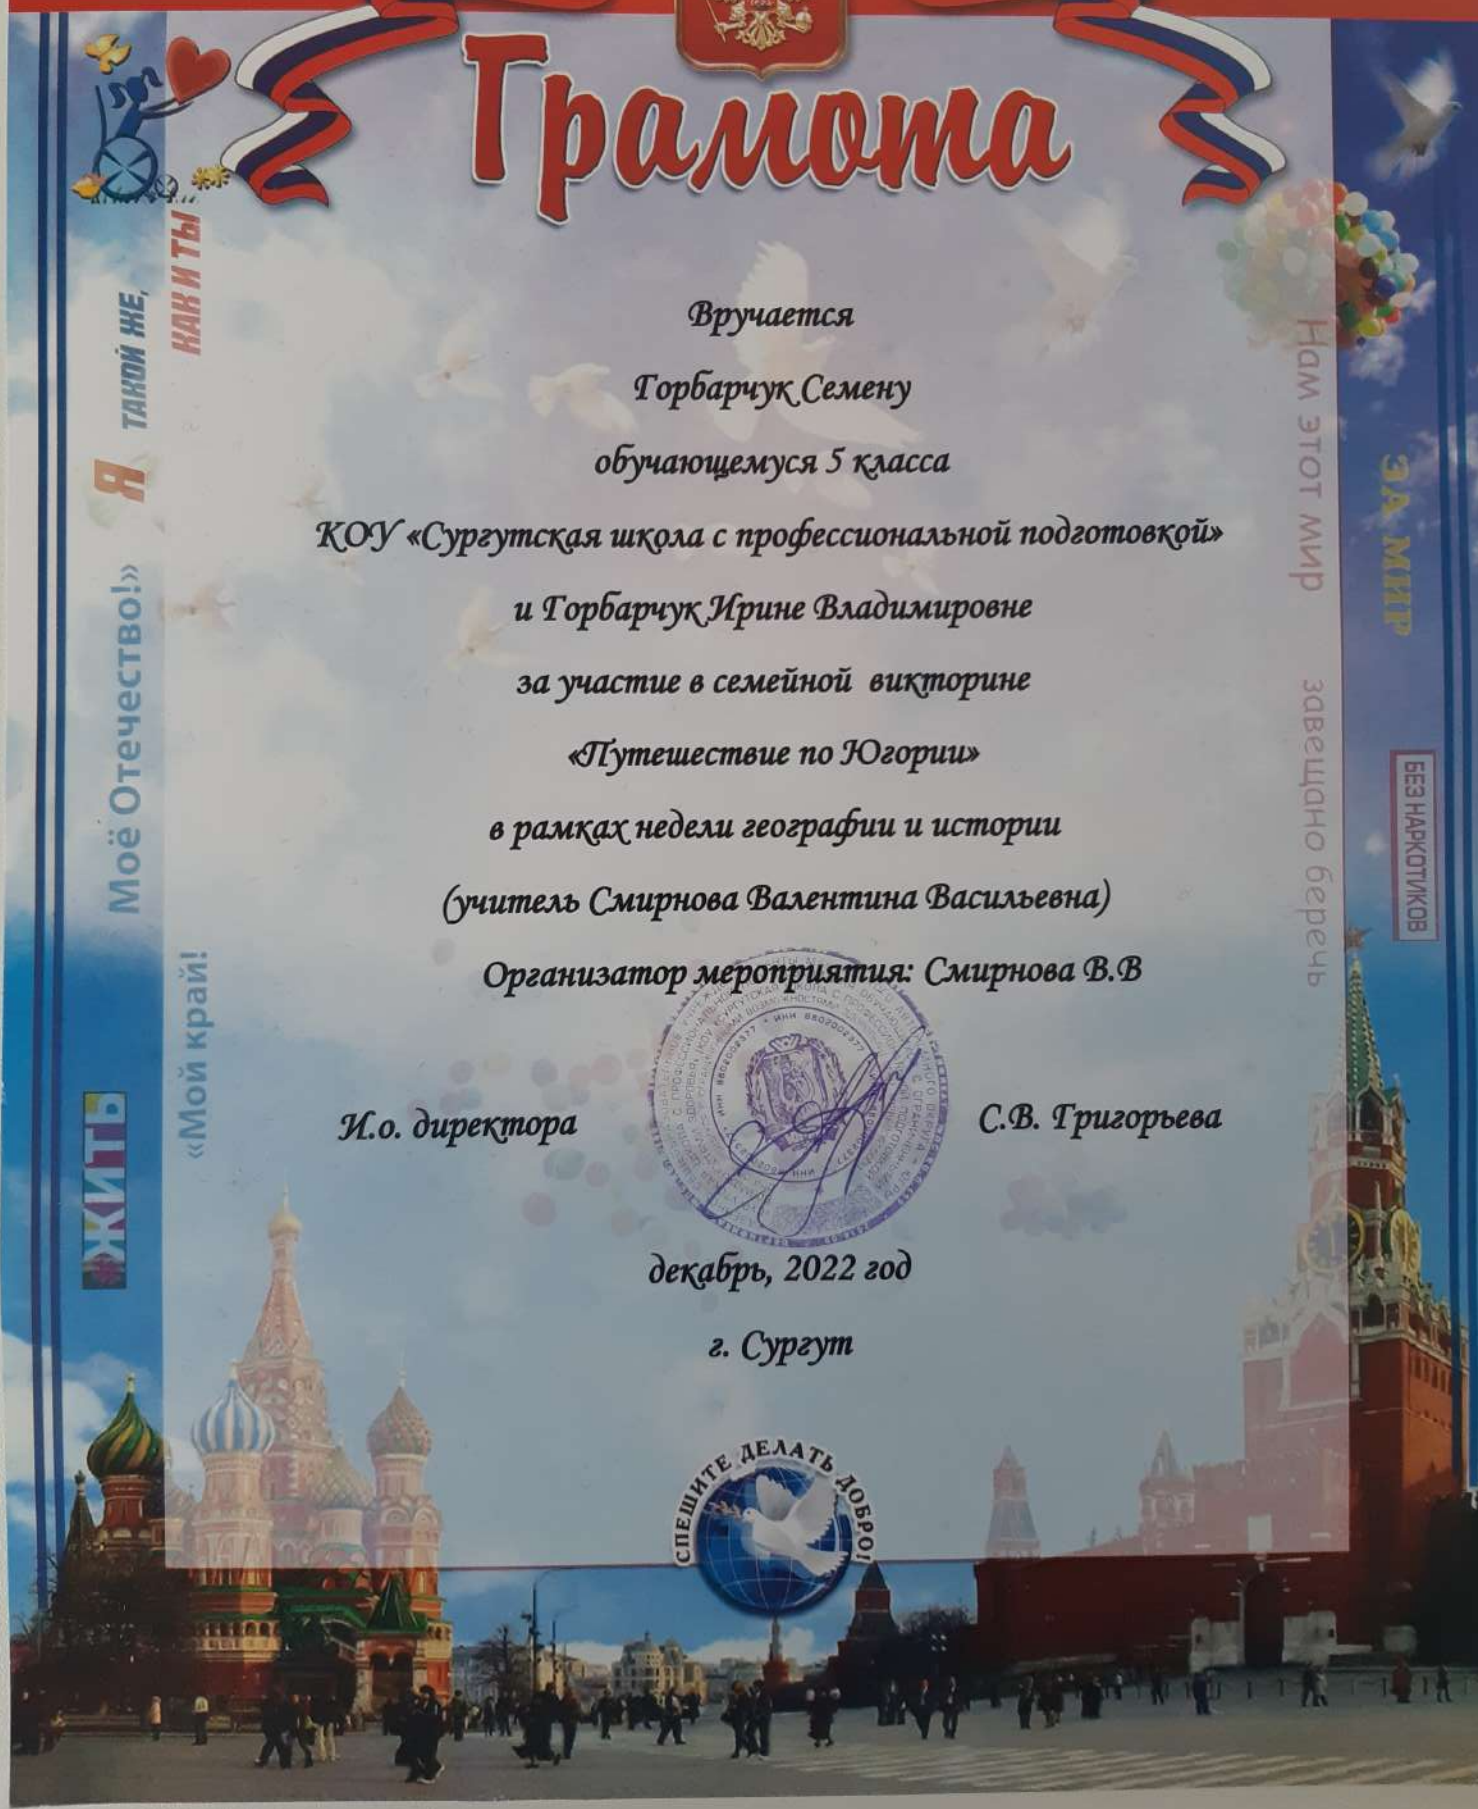 Грамота
Вручается
Горбарчук Семену
обучающемуся 5 класса
КОУ «Сургутская школа с профессиональной подготовкой»
и Горбарчук Ирине Владимировне
за участие в семейной викторине
«Путешествие по Югории»
в рамках недели географии и истории
(учитель Смирнова Валентина Васильевна)
Организатор мероприятия: Смирнова В.В
И.о. директора
С.В. Григорьева
декабрь, 2022 год
г. Сургут
СПЕШИТЕ ДЕЛАТЬ ДОБРО!
Я ТАКОЙ ЖЕ,
КАК И ТЫ
Моё Отечество!»
«Мой край!
ЖИТЬ
Нам этот мир завещано беречь
ЗА МИР
БЕЗ НАРКОТИКОВ
ИНН 8602002377